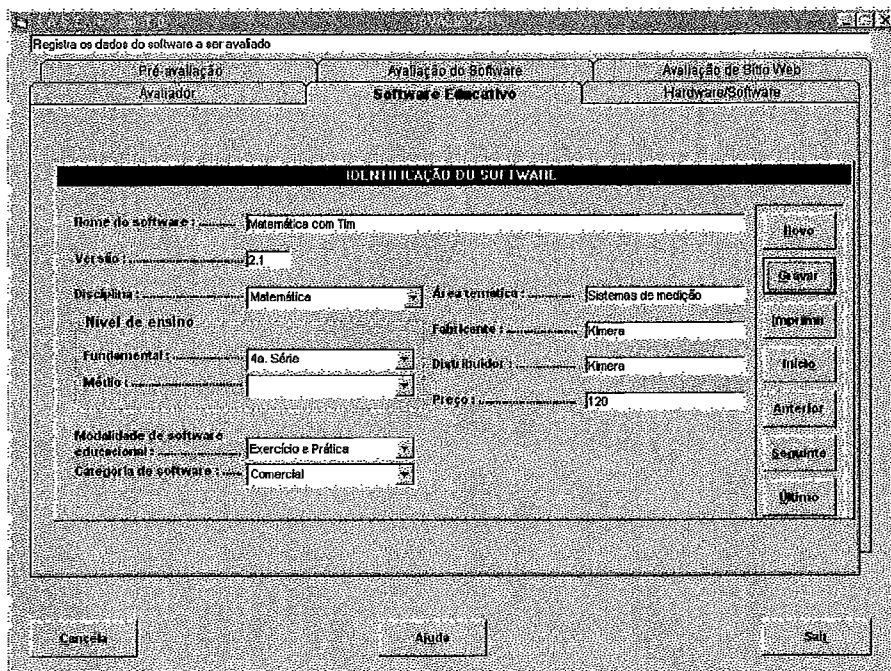 Registra os dados do software a ser avaliado
Pré-avaliação Avaliação do Software Avaliação de Sítio Web
Avaliador Software Educativo Hardware/Software
IDENTIFICAÇÃO DO SOFTWARE
Nome do software : Matemática com Tim
Versão : 2.1
Disciplina : Matemática Área temática : Sistemas de medição
Nível de ensino
Fabricante : Kimera
Fundamental : 4a. Série Distribuidor : Kimera
Médio :
Preço : 120
Modalidade de software
educacional : Exercício e Prática
Categoria do software : Comercial
Novo
Gravar
Imprimir
Início
Anterior
Seguinte
Último
Cancela Ajuda Sair